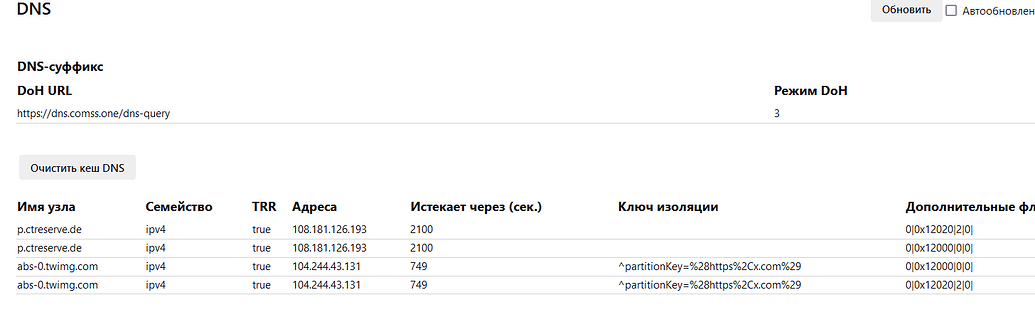 DNS
Обновить Автообновлен
DNS-суффикс
DoH URL Режим DoH
https://dns.comss.one/dns-query 3
Очистить кеш DNS
Имя узла Семейство TRR Адреса Истекает через (сек.) Ключ изоляции Дополнительные фл
p.ctreserve.de ipv4 true 108.181.126.193 2100 0|0x12020|2|0|
p.ctreserve.de ipv4 true 108.181.126.193 2100 0|0x12000|0|0|
abs-0.twimg.com ipv4 true 104.244.43.131 749 ^partitionKey=%28https%2Cx.com%29 0|0x12000|0|0|
abs-0.twimg.com ipv4 true 104.244.43.131 749 ^partitionKey=%28https%2Cx.com%29 0|0x12020|2|0|